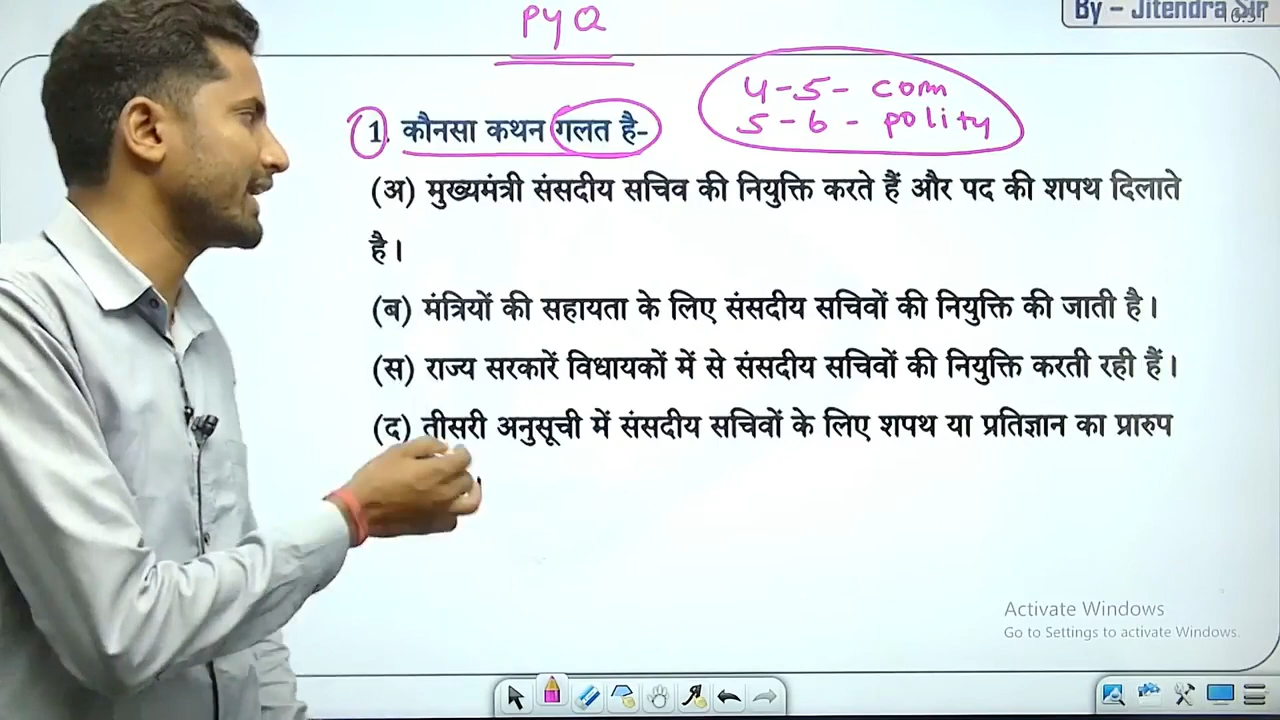 PYQ
By – Jitendra Sir
4-5- com
5-6 - polity
1. कौनसा कथन गलत है-
(अ) मुख्यमंत्री संसदीय सचिव की नियुक्ति करते हैं और पद की शपथ दिलाते
है।
(ब) मंत्रियों की सहायता के लिए संसदीय सचिवों की नियुक्ति की जाती है।
(स) राज्य सरकारें विधायकों में से संसदीय सचिवों की नियुक्ति करती रही हैं।
(द) तीसरी अनुसूची में संसदीय सचिवों के लिए शपथ या प्रतिज्ञान का प्रारुप
Activate Windows
Go to Settings to activate Windows.